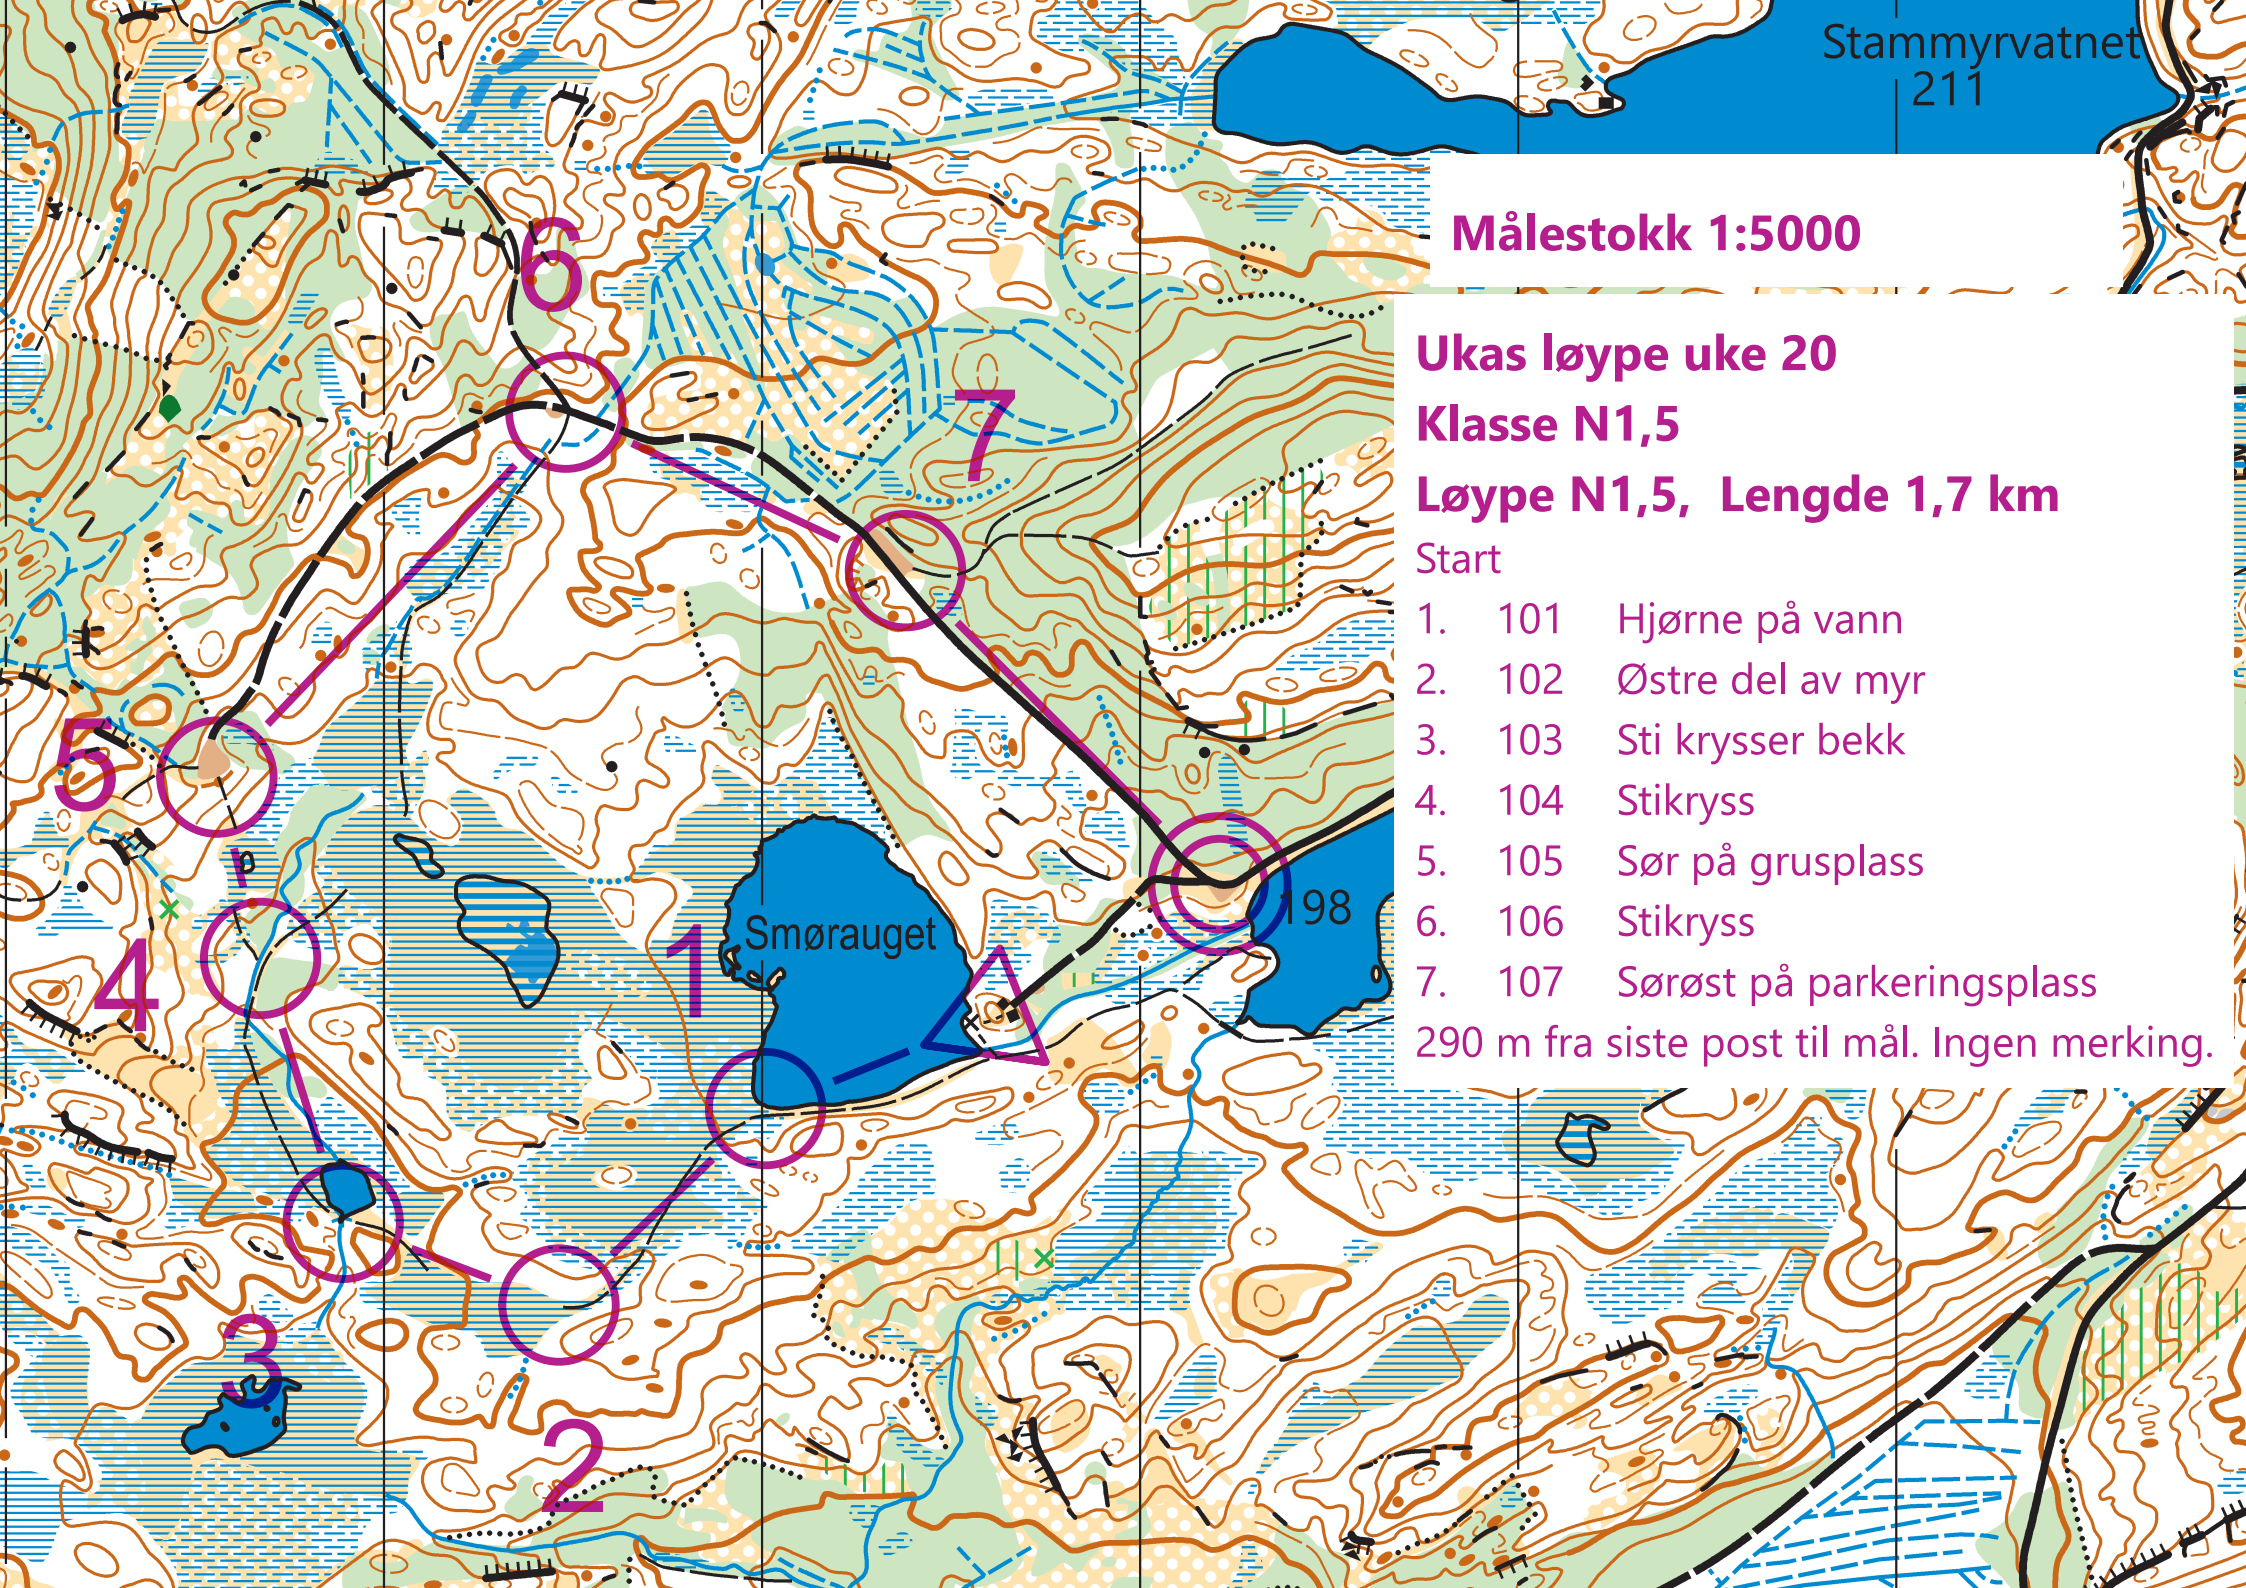 Stammyrvatnet
211
Målestokk 1:5000
Ukas løype uke 20
Klasse N1,5
Løype N1,5, Lengde 1,7 km
Start
1. 101 Hjørne på vann
2. 102 Østre del av myr
3. 103 Sti krysser bekk
4. 104 Stikryss
5. 105 Sør på grusplass
6. 106 Stikryss
7. 107 Sørøst på parkeringsplass
290 m fra siste post til mål. Ingen merking.
6
7
5
198
1
Smørauget
4
3
2